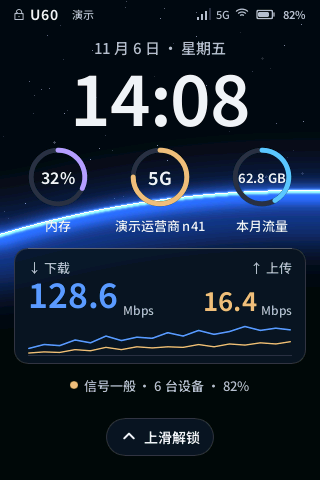 U60 演示 5G 82%
11 月 6 日 · 星期五
14:08
32% 5G 62.8 GB
内存 演示运营商 n41 本月流量
↓ 下载 ↑ 上传
128.6 Mbps 16.4 Mbps
信号一般 · 6 台设备 · 82%
上滑解锁